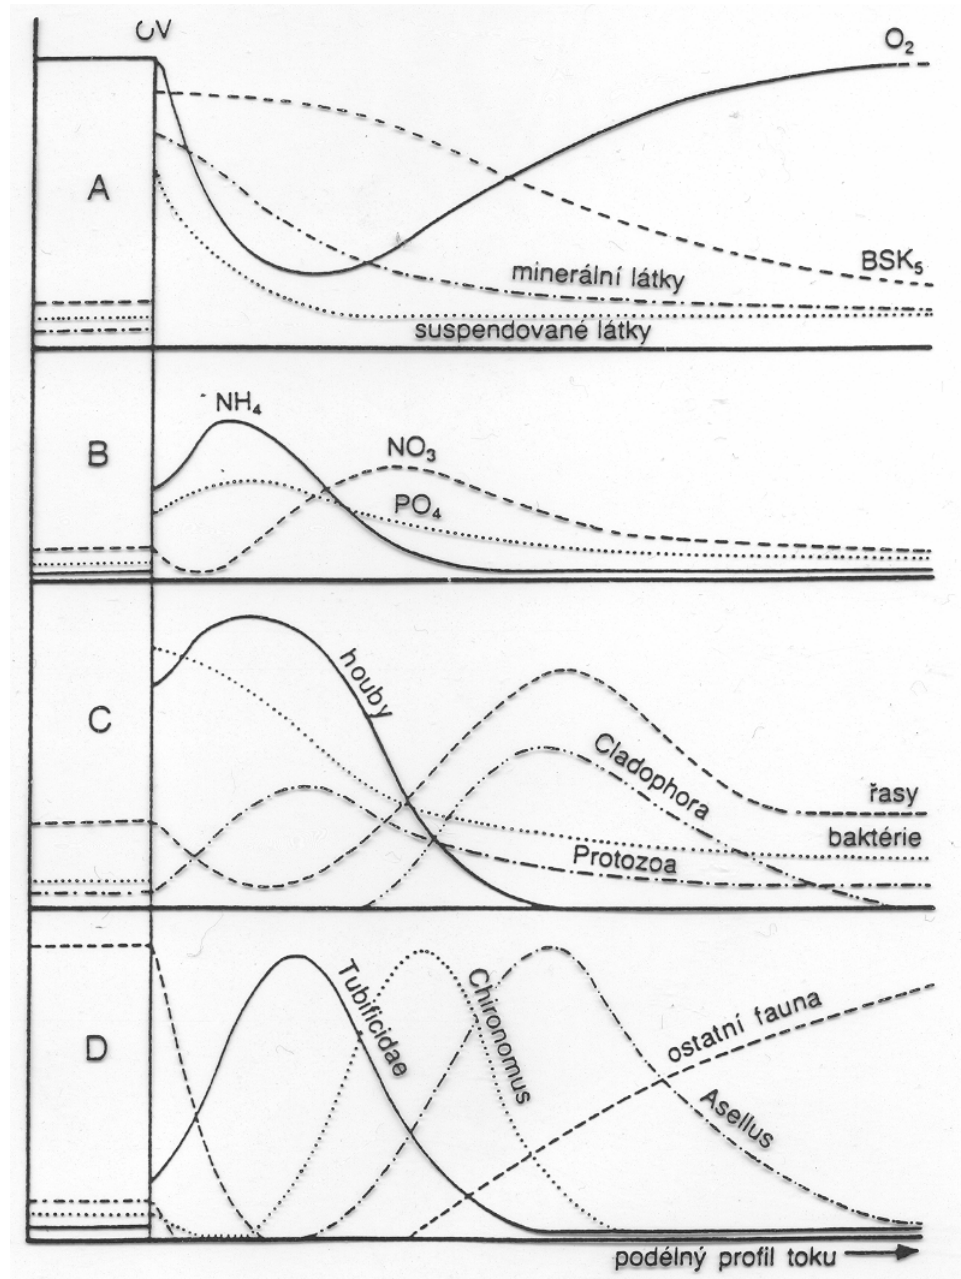 OV
O₂
A
BSK₅
minerální látky
suspendované látky
NH₄
B
NO₃
PO₄
houby
C
Cladophora
řasy
baktérie
Protozoa
Tubificidae
Chironomus
ostatní fauna
D
Asellus
podélný profil toku